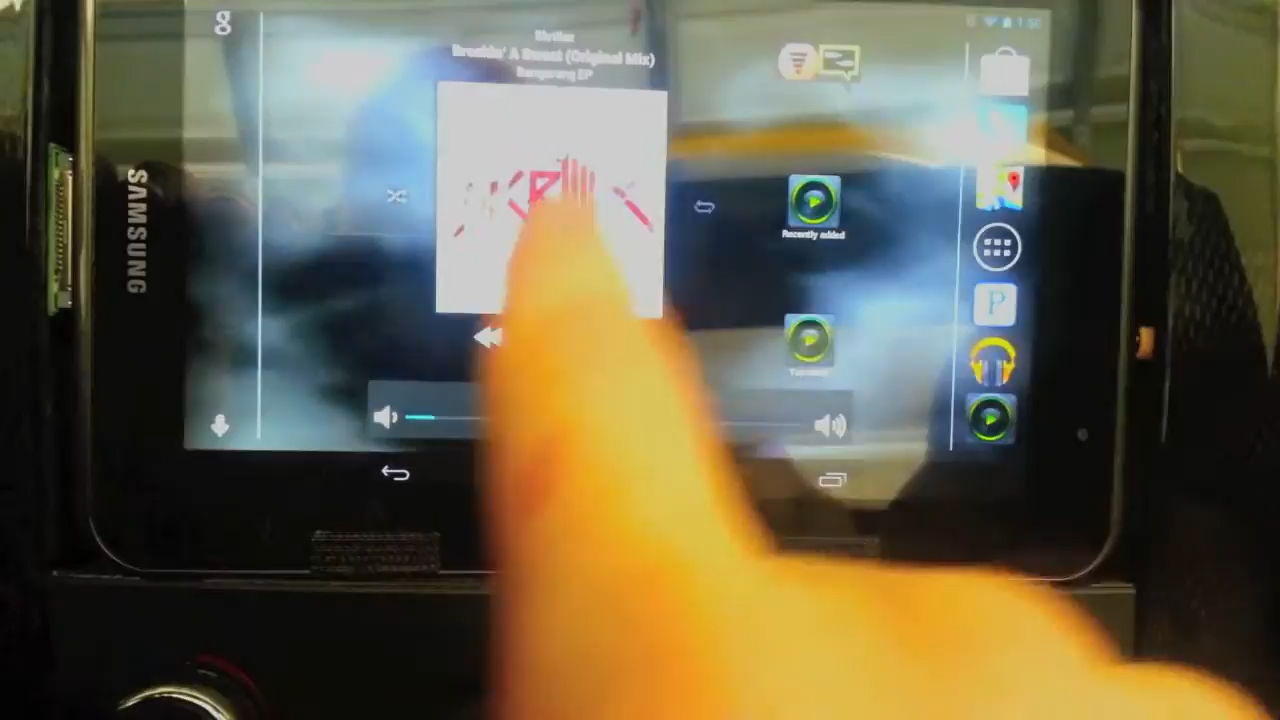 g
Skrillex
Breakin' A Sweat (Original Mix)
Bangarang EP
SAMSUNG
Recently added
P